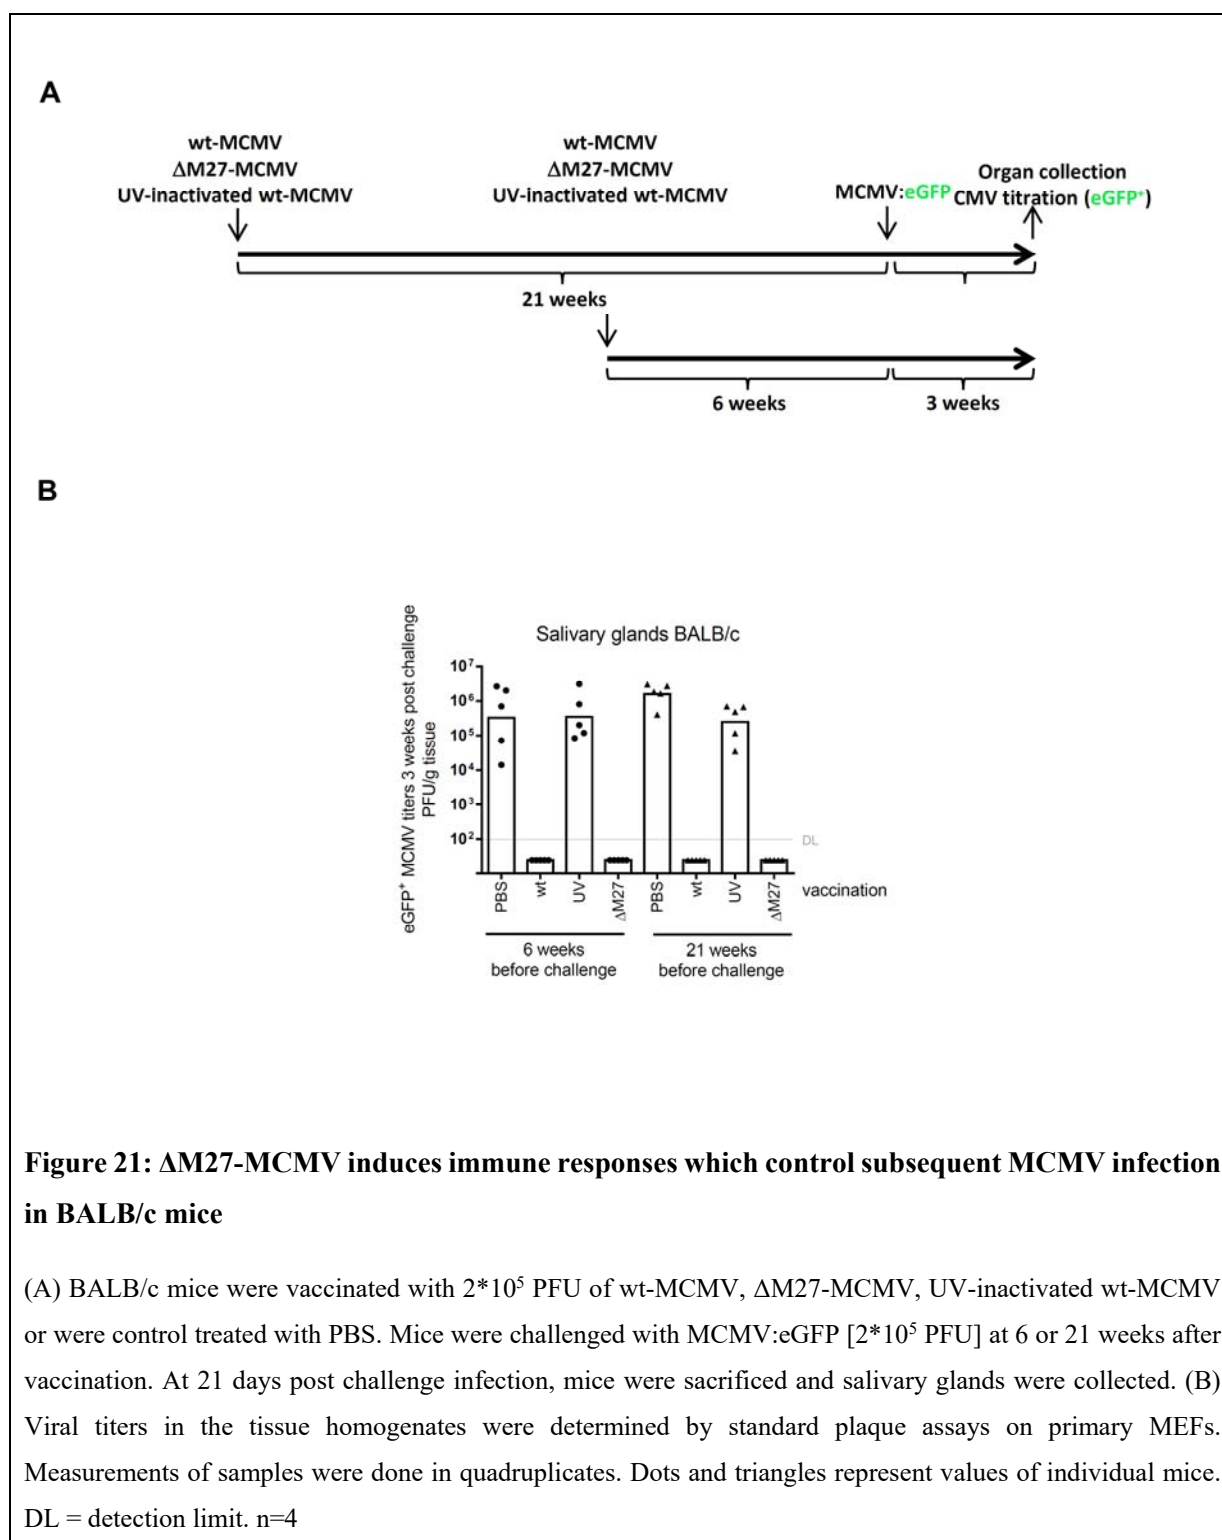 A
wt-MCMV
ΔM27-MCMV
UV-inactivated wt-MCMV
wt-MCMV
ΔM27-MCMV
UV-inactivated wt-MCMV
MCMV:eGFP
Organ collection
CMV titration (eGFP⁺)
21 weeks
6 weeks
3 weeks
B
Salivary glands BALB/c
eGFP⁺ MCMV titers 3 weeks post challenge
PFU/g tissue
10⁷
10⁶
10⁵
10⁴
10³
10²
DL
PBS
wt
UV
ΔM27
PBS
wt
UV
ΔM27
vaccination
6 weeks
before challenge
21 weeks
before challenge
Figure 21: ΔM27-MCMV induces immune responses which control subsequent MCMV infection
in BALB/c mice
(A) BALB/c mice were vaccinated with 2*10⁵ PFU of wt-MCMV, ΔM27-MCMV, UV-inactivated wt-MCMV
or were control treated with PBS. Mice were challenged with MCMV:eGFP [2*10⁵ PFU] at 6 or 21 weeks after
vaccination. At 21 days post challenge infection, mice were sacrificed and salivary glands were collected. (B)
Viral titers in the tissue homogenates were determined by standard plaque assays on primary MEFs.
Measurements of samples were done in quadruplicates. Dots and triangles represent values of individual mice.
DL = detection limit. n=4